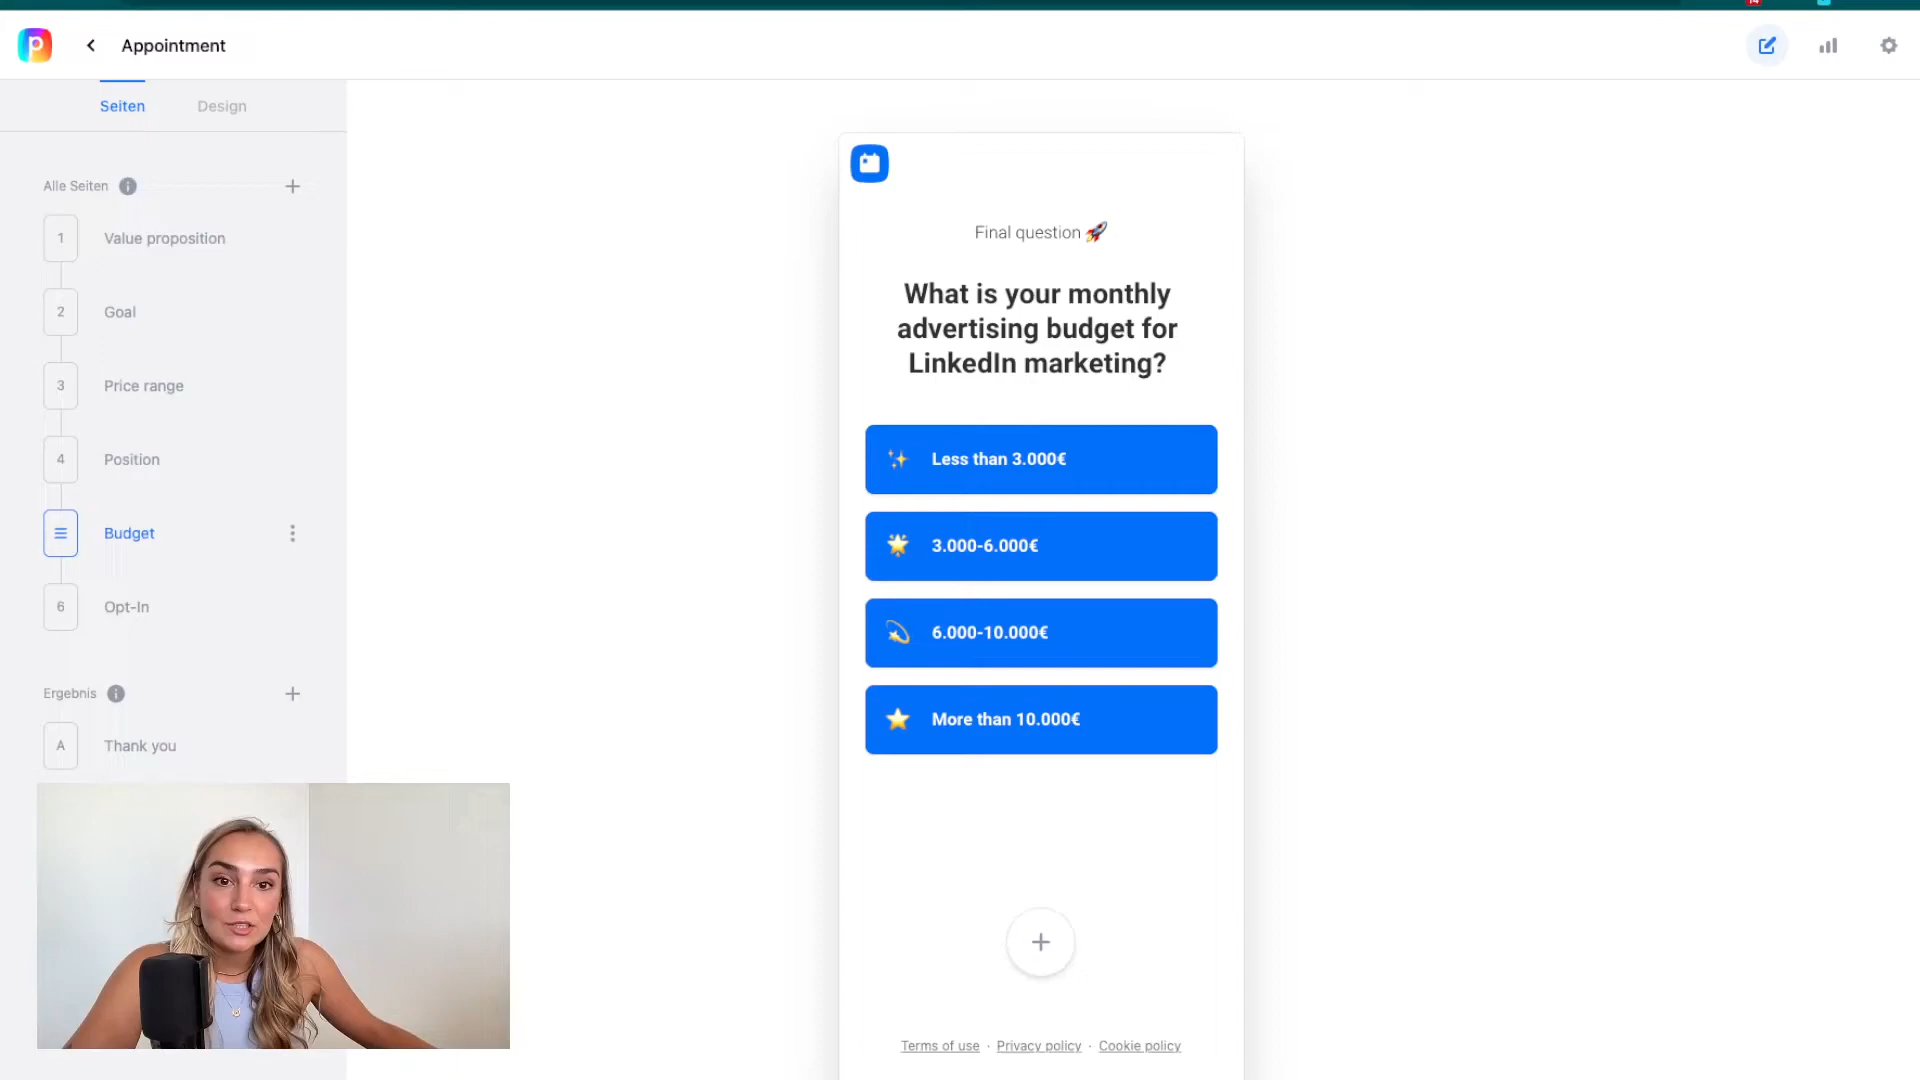 14
p
Appointment
Seiten
Design
Alle Seiten
1 Value proposition
2 Goal
3 Price range
4 Position
Budget
6 Opt-In
Ergebnis
A Thank you
Final question 🚀
What is your monthly
advertising budget for
LinkedIn marketing?
✨ Less than 3.000€
🌟 3.000-6.000€
💫 6.000-10.000€
⭐ More than 10.000€
Terms of use · Privacy policy · Cookie policy